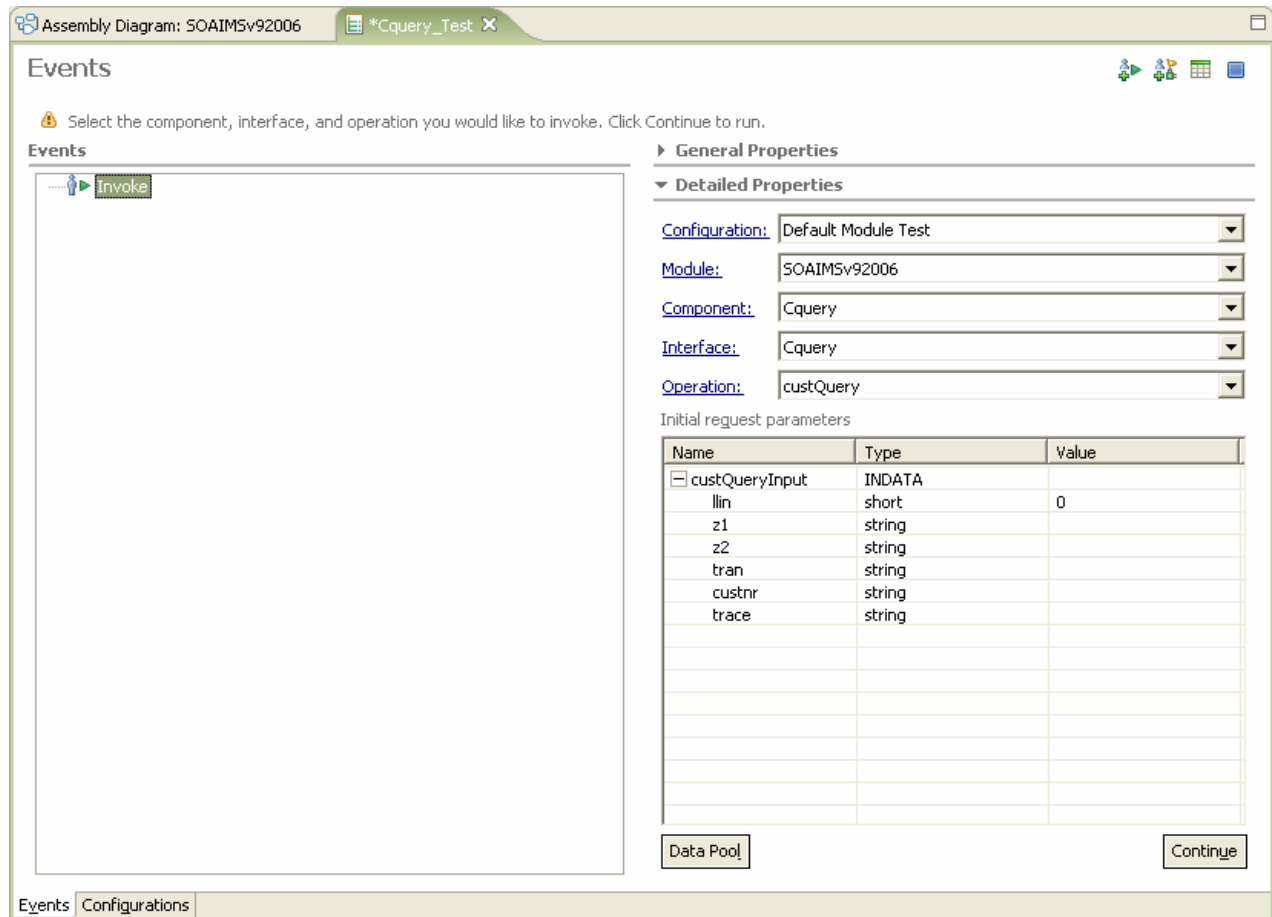 Assembly Diagram: SOAIMSv92006
*Cquery_Test
Events
Select the component, interface, and operation you would like to invoke. Click Continue to run.
Events
Invoke
General Properties
Detailed Properties
Configuration: Default Module Test
Module: SOAIMSv92006
Component: Cquery
Interface: Cquery
Operation: custQuery
Initial request parameters
Name Type Value
custQueryInput INDATA
llin short 0
z1 string
z2 string
tran string
custnr string
trace string
Data Pool
Continue
Events Configurations